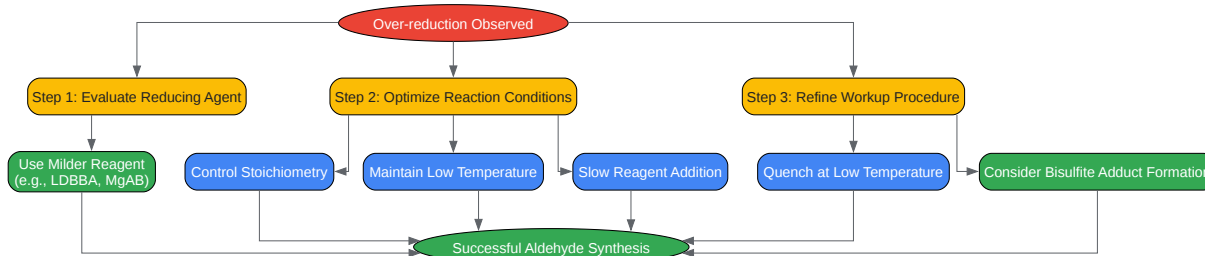 Over-reduction Observed
Step 1: Evaluate Reducing Agent
Step 2: Optimize Reaction Conditions
Step 3: Refine Workup Procedure
Use Milder Reagent
(e.g., LDBBA, MgAB)
Control Stoichiometry
Maintain Low Temperature
Slow Reagent Addition
Quench at Low Temperature
Consider Bisulfite Adduct Formation
Successful Aldehyde Synthesis